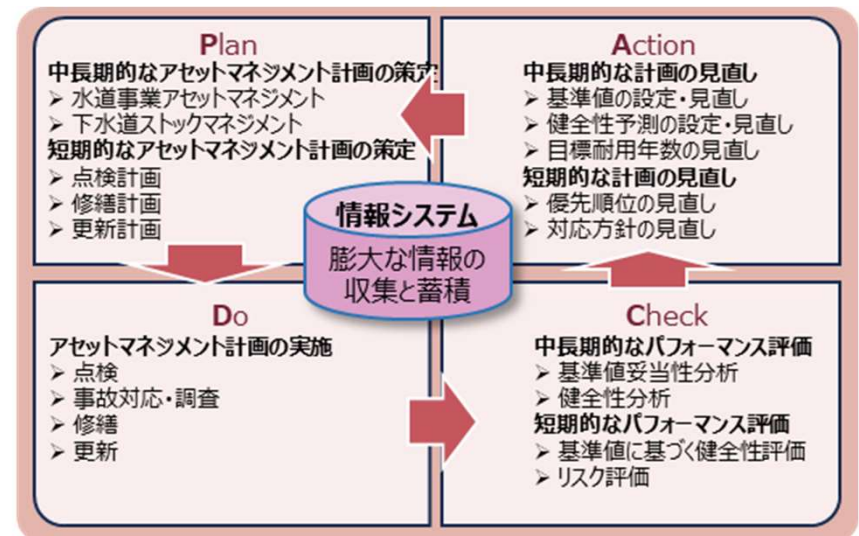 Plan
中長期的なアセットマネジメント計画の策定
➢ 水道事業アセットマネジメント
➢ 下水道ストックマネジメント
短期的なアセットマネジメント計画の策定
➢ 点検計画
➢ 修繕計画
➢ 更新計画
Action
中長期的な計画の見直し
➢ 基準値の設定・見直し
➢ 健全性予測の設定・見直し
➢ 目標耐用年数の見直し
短期的な計画の見直し
➢ 優先順位の見直し
➢ 対応方針の見直し
情報システム
膨大な情報の
収集と蓄積
Do
アセットマネジメント計画の実施
➢ 点検
➢ 事故対応・調査
➢ 修繕
➢ 更新
Check
中長期的なパフォーマンス評価
➢ 基準値妥当性分析
➢ 健全性分析
短期的なパフォーマンス評価
➢ 基準値に基づく健全性評価
➢ リスク評価